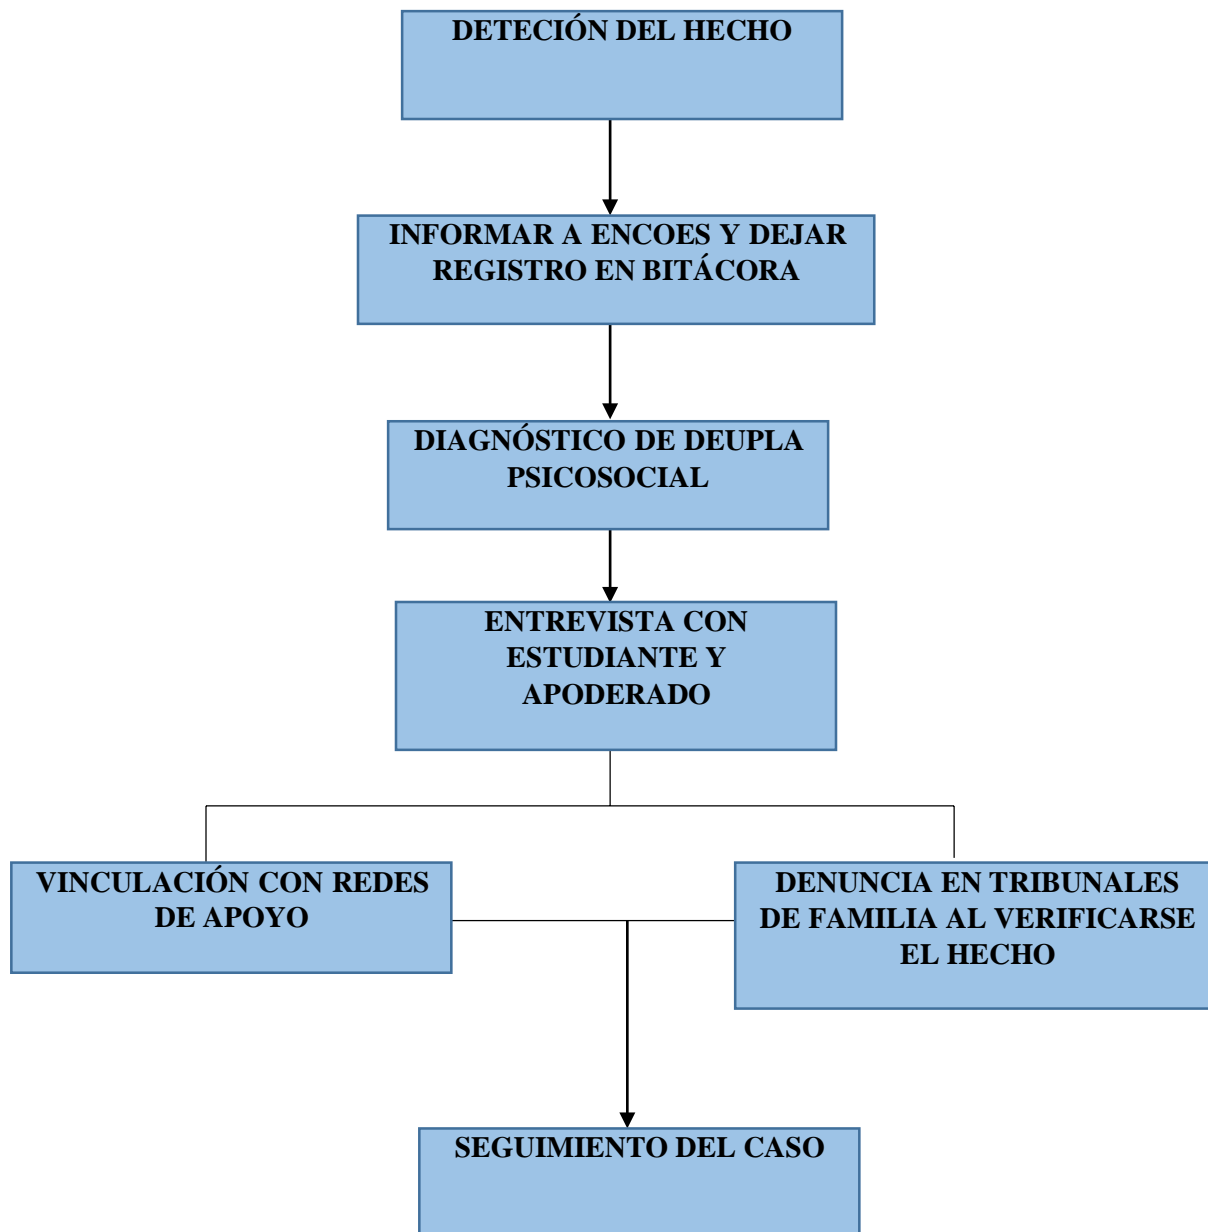 DETECIÓN DEL HECHO
INFORMAR A ENCOES Y DEJAR
REGISTRO EN BITÁCORA
DIAGNÓSTICO DE DEUPLA
PSICOSOCIAL
ENTREVISTA CON
ESTUDIANTE Y
APODERADO
VINCULACIÓN CON REDES
DE APOYO
DENUNCIA EN TRIBUNALES
DE FAMILIA AL VERIFICARSE
EL HECHO
SEGUIMIENTO DEL CASO